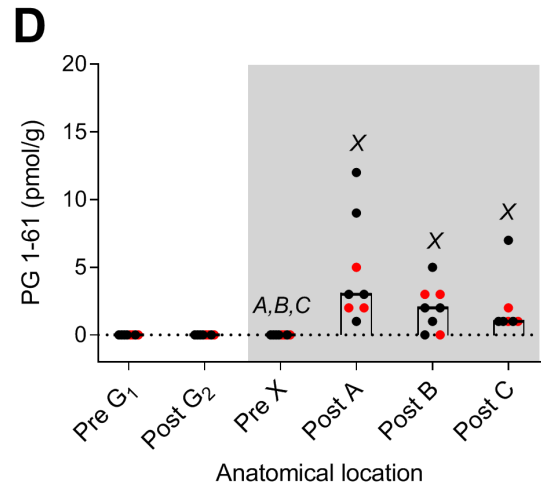 D
PG 1-61 (pmol/g)
20
15
10
5
0
A,B,C
X
X
X
Pre G₁
Post G₂
Pre X
Post A
Post B
Post C
Anatomical location